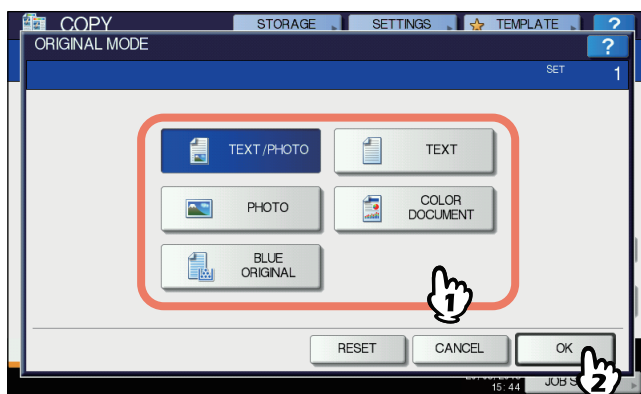 COPY
STORAGE
SETTINGS
TEMPLATE
?
ORIGINAL MODE
?
SET 1
TEXT/PHOTO
TEXT
PHOTO
COLOR
DOCUMENT
BLUE
ORIGINAL
1
RESET
CANCEL
OK
2
15:44
JOB S